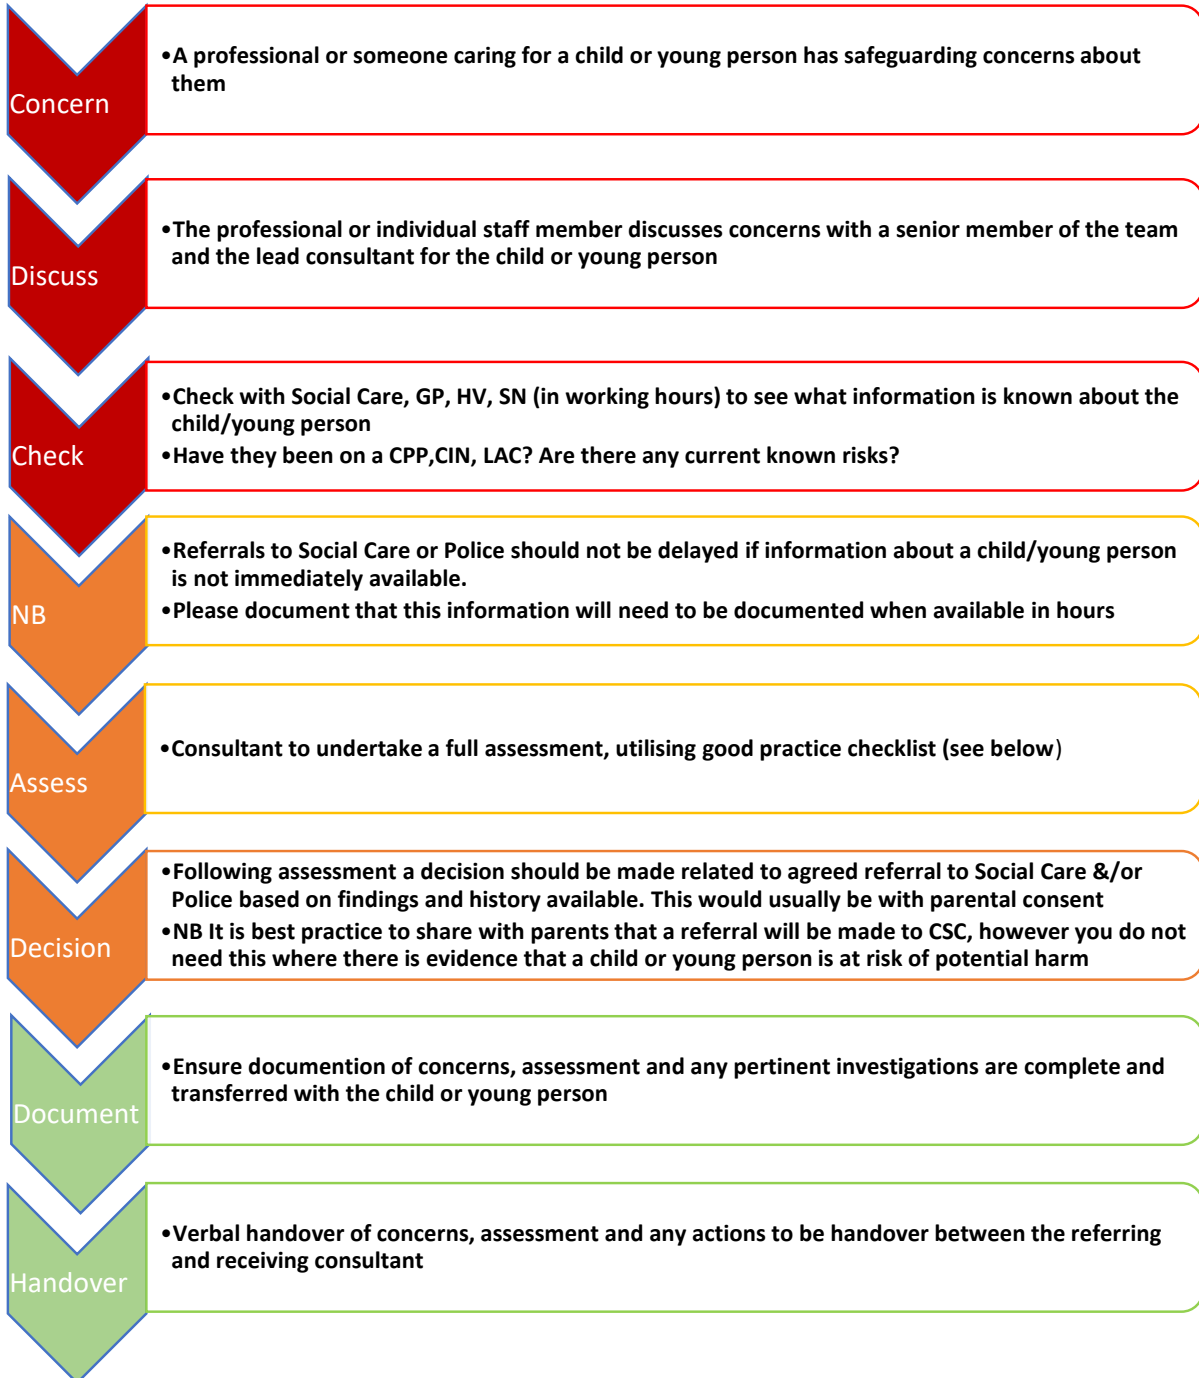 Concern
•A professional or someone caring for a child or young person has safeguarding concerns about
them
Discuss
•The professional or individual staff member discusses concerns with a senior member of the team
and the lead consultant for the child or young person
Check
•Check with Social Care, GP, HV, SN (in working hours) to see what information is known about the
child/young person
•Have they been on a CPP,CIN, LAC? Are there any current known risks?
NB
•Referrals to Social Care or Police should not be delayed if information about a child/young person
is not immediately available.
•Please document that this information will need to be documented when available in hours
Assess
•Consultant to undertake a full assessment, utilising good practice checklist (see below)
Decision
•Following assessment a decision should be made related to agreed referral to Social Care &/or
Police based on findings and history available. This would usually be with parental consent
•NB It is best practice to share with parents that a referral will be made to CSC, however you do not
need this where there is evidence that a child or young person is at risk of potential harm
Document
•Ensure documention of concerns, assessment and any pertinent investigations are complete and
transferred with the child or young person
Handover
•Verbal handover of concerns, assessment and any actions to be handover between the referring
and receiving consultant